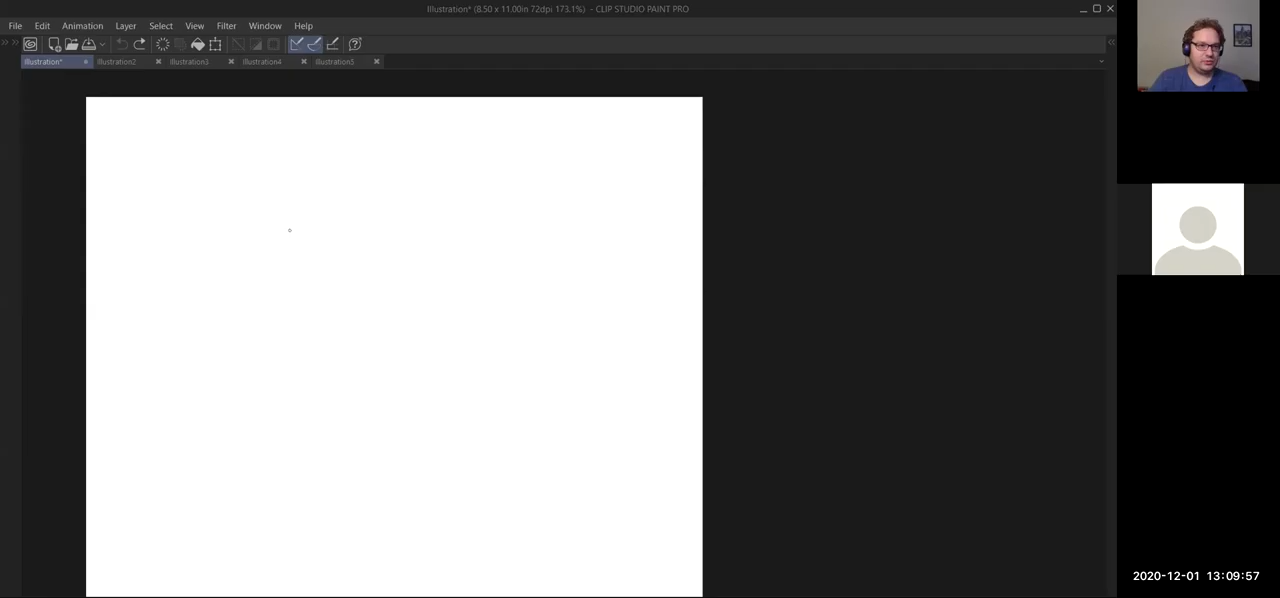 Illustration* (8.50 x 11.00in 72dpi 173.1%) - CLIP STUDIO PAINT PRO
File Edit Animation Layer Select View Filter Window Help
Illustration* Illustration2 Illustration3 Illustration4 Illustration5
2020-12-01 13:09:57